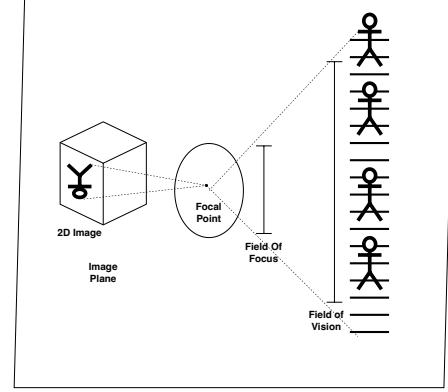 Focal
Point
2D Image
Field Of
Focus
Image
Plane
Field of
Vision